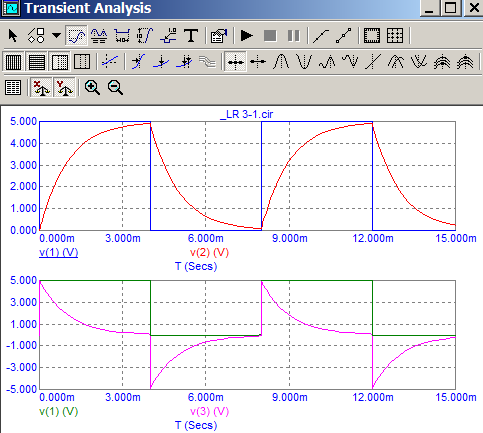 Transient Analysis
T
_LR 3-1.cir
5.000
4.000
3.000
2.000
1.000
0.000
0.000m 3.000m 6.000m 9.000m 12.000m 15.000m
v(1) (V) v(2) (V)
T (Secs)
5.000
3.000
1.000
-1.000
-3.000
-5.000
0.000m 3.000m 6.000m 9.000m 12.000m 15.000m
v(1) (V) v(3) (V)
T (Secs)